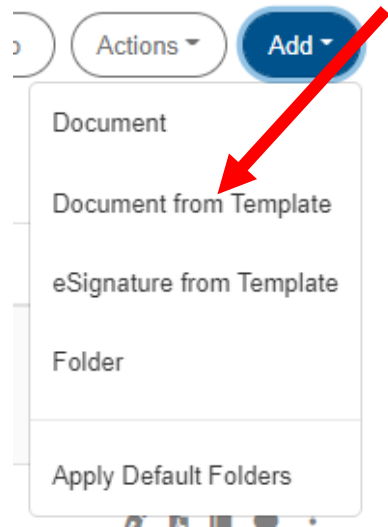 Actions
Add
Document
Document from Template
eSignature from Template
Folder
Apply Default Folders